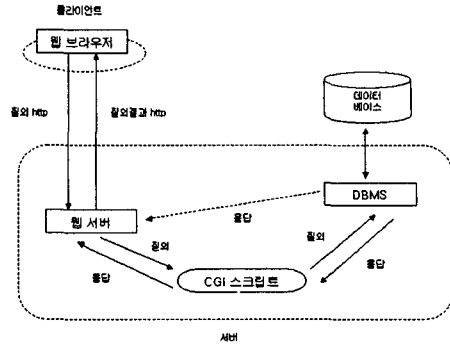 클라이언트
웹 브라우저
질의 http
질의결과 http
데이터
베이스
DBMS
웹 서버
응답
질의
질의
응답
응답
CGI 스크립트
서버